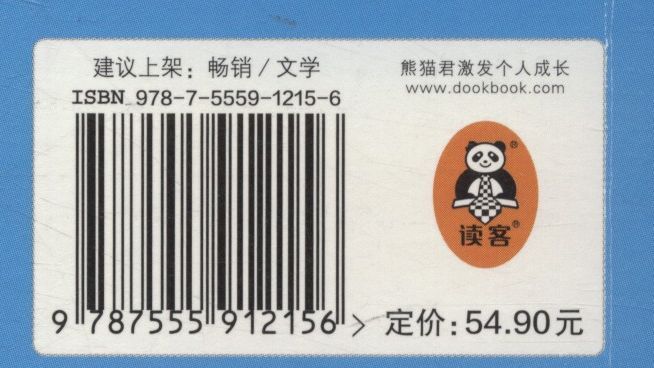 建议上架：畅销/文学
ISBN 978-7-5559-1215-6
9 787555 912156 >
熊猫君激发个人成长
www.dookbook.com
读客®
定价：54.90元